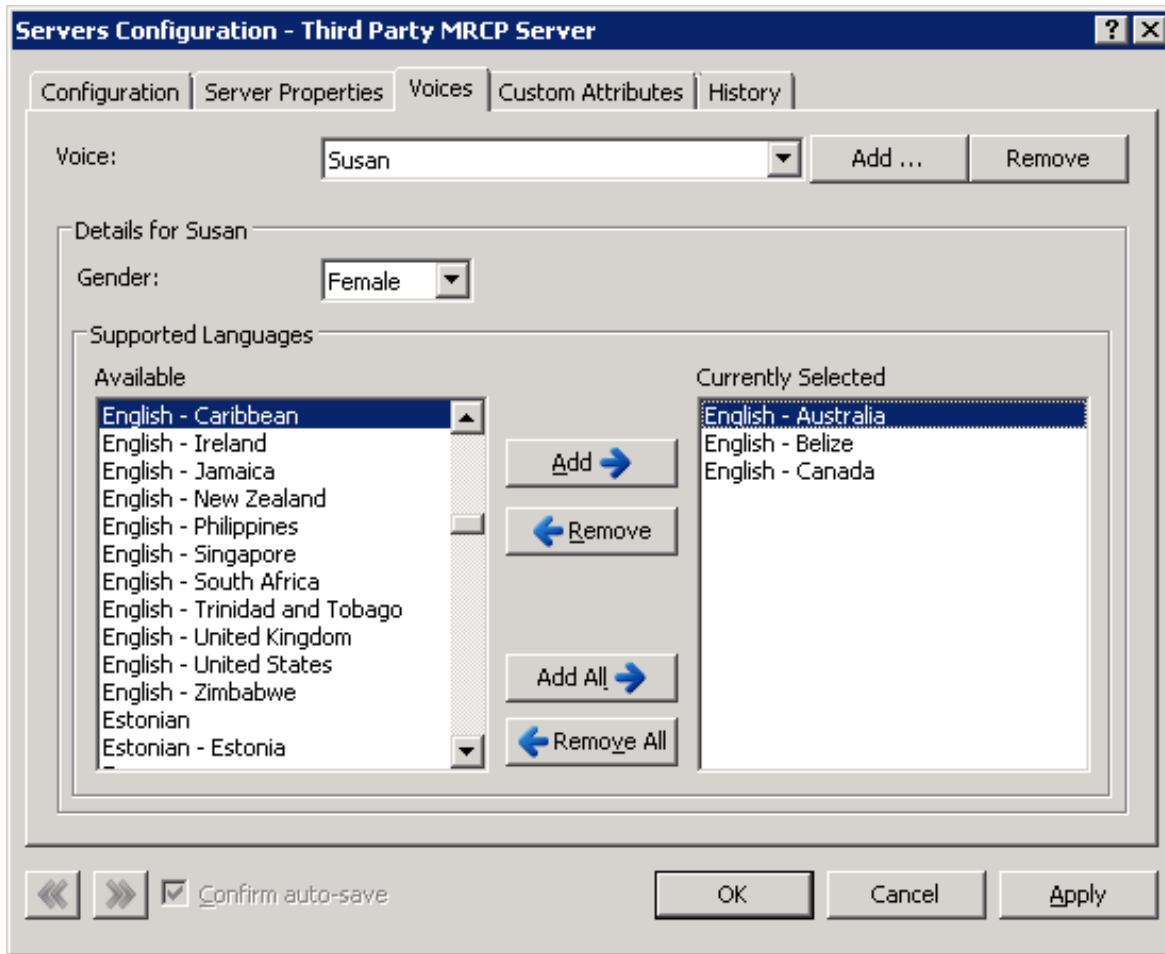 Servers Configuration - Third Party MRCP Server
Configuration
Server Properties
Voices
Custom Attributes
History
Voice:
Susan
Add ...
Remove
Details for Susan
Gender:
Female
Supported Languages
Available
English - Caribbean
English - Ireland
English - Jamaica
English - New Zealand
English - Philippines
English - Singapore
English - South Africa
English - Trinidad and Tobago
English - United Kingdom
English - United States
English - Zimbabwe
Estonian
Estonian - Estonia
Add
Remove
Add All
Remove All
Currently Selected
English - Australia
English - Belize
English - Canada
Confirm auto-save
OK
Cancel
Apply